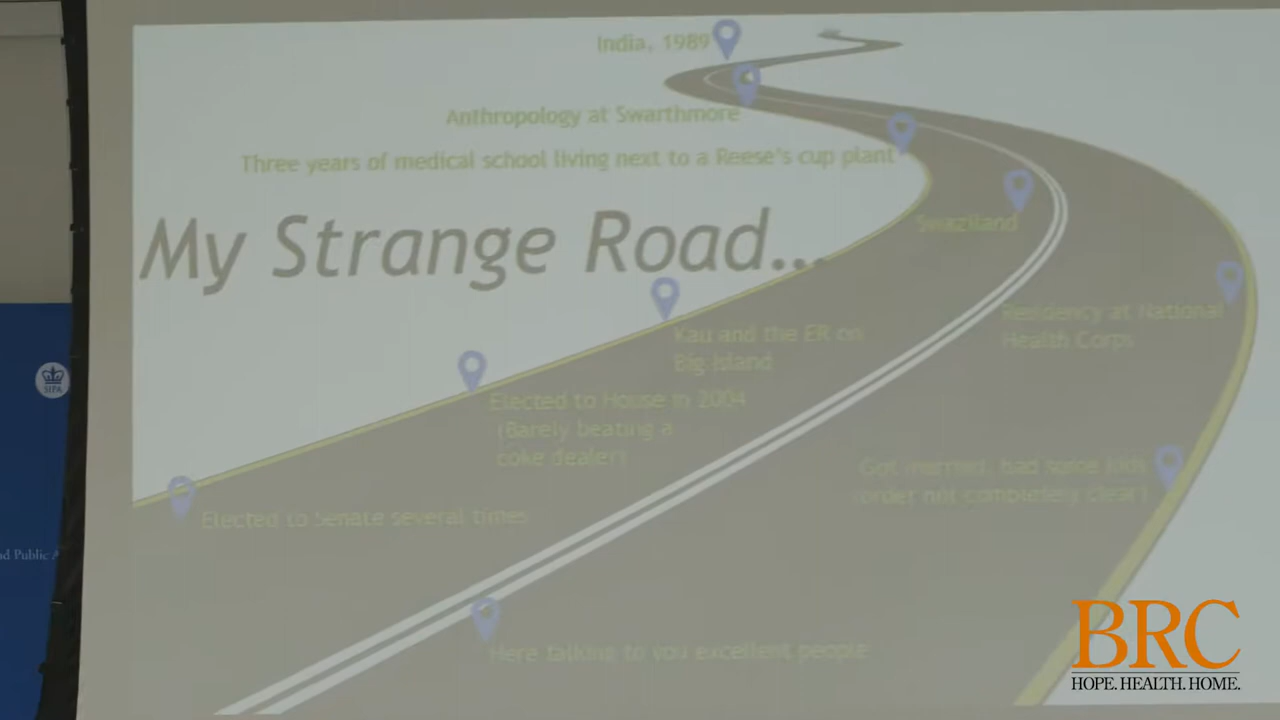 India, 1989
Anthropology at Swarthmore
Three years of medical school living next to a Reese's cup plant
Swaziland
My Strange Road...
Residency at National
Health Corps
Kau and the ER on
Big Island
Elected to House in 2004
(Barely beating a
coke dealer)
Got married, had some kids
(order not completely clear)
Elected to Senate several times
Here talking to you excellent people
SIPA
nd Public A
BRC
HOPE. HEALTH. HOME.